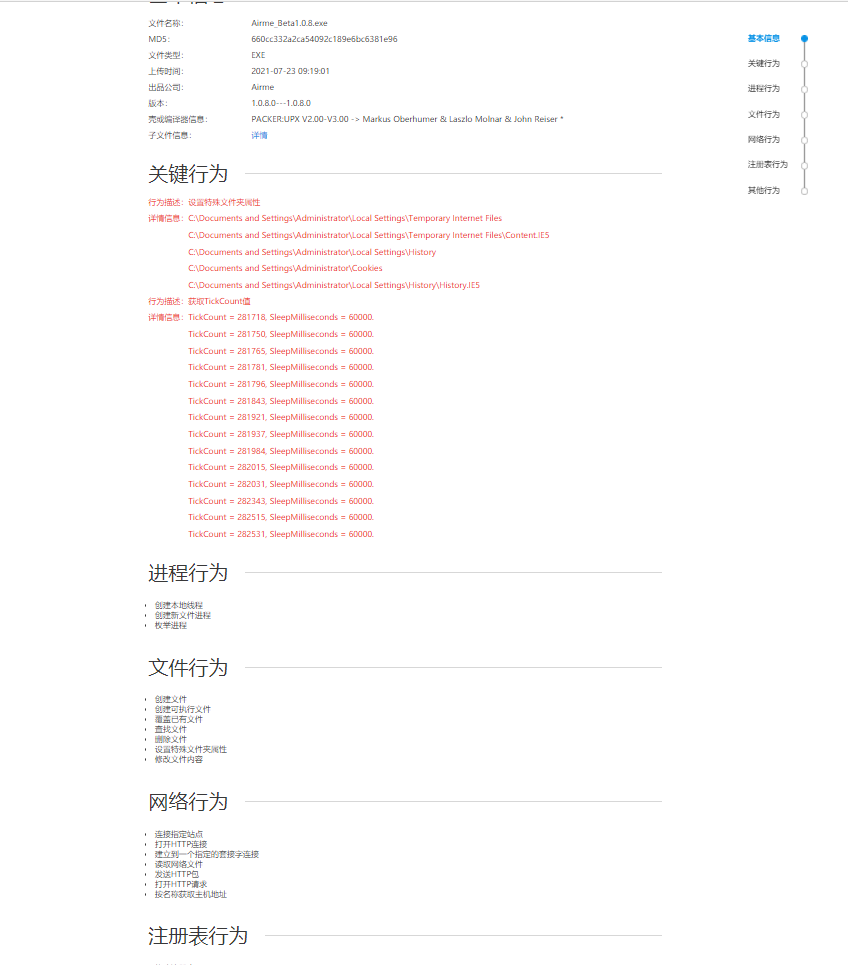 文件名称： Airme_Beta1.0.8.exe
MD5： 660cc332a2ca54092c189e6bc6381e96
文件类型： EXE
上传时间： 2021-07-23 09:19:01
出品公司： Airme
版本： 1.0.8.0---1.0.8.0
壳或编译器信息： PACKER:UPX V2.00-V3.00 -> Markus Oberhumer & Laszlo Molnar & John Reiser *
子文件信息： 详情
基本信息
关键行为
进程行为
文件行为
网络行为
注册表行为
其他行为
关键行为
行为描述：设置特殊文件夹属性
详情信息：C:\Documents and Settings\Administrator\Local Settings\Temporary Internet Files
C:\Documents and Settings\Administrator\Local Settings\Temporary Internet Files\Content.IE5
C:\Documents and Settings\Administrator\Local Settings\History
C:\Documents and Settings\Administrator\Cookies
C:\Documents and Settings\Administrator\Local Settings\History\History.IE5
行为描述：获取TickCount值
详情信息：TickCount = 281718, SleepMilliseconds = 60000.
TickCount = 281750, SleepMilliseconds = 60000.
TickCount = 281765, SleepMilliseconds = 60000.
TickCount = 281781, SleepMilliseconds = 60000.
TickCount = 281796, SleepMilliseconds = 60000.
TickCount = 281843, SleepMilliseconds = 60000.
TickCount = 281921, SleepMilliseconds = 60000.
TickCount = 281937, SleepMilliseconds = 60000.
TickCount = 281984, SleepMilliseconds = 60000.
TickCount = 282015, SleepMilliseconds = 60000.
TickCount = 282031, SleepMilliseconds = 60000.
TickCount = 282343, SleepMilliseconds = 60000.
TickCount = 282515, SleepMilliseconds = 60000.
TickCount = 282531, SleepMilliseconds = 60000.
进程行为
创建本地线程
创建新文件进程
枚举进程
文件行为
创建文件
创建可执行文件
覆盖已有文件
查找文件
删除文件
设置特殊文件夹属性
修改文件内容
网络行为
连接指定站点
打开HTTP连接
建立到一个指定的套接字连接
读取网络文件
发送HTTP包
打开HTTP请求
按名称获取主机地址
注册表行为